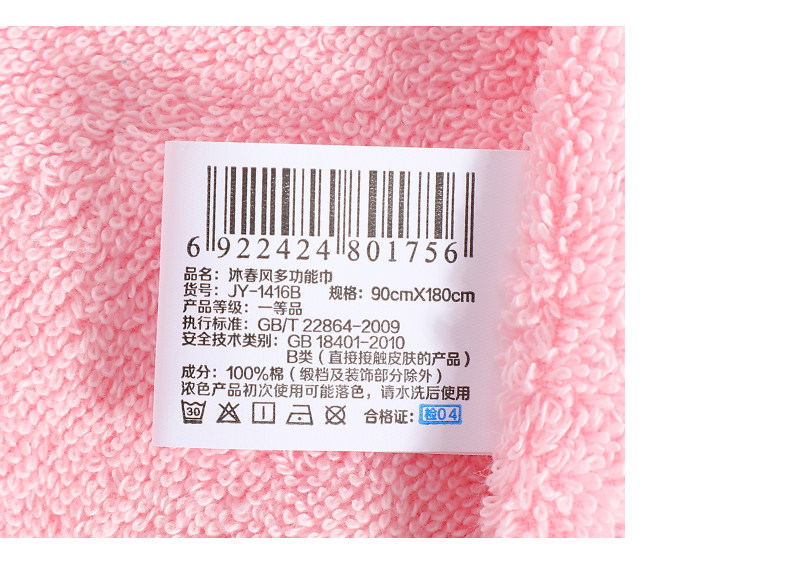 6 922424 801756
品名：沐春风多功能巾
货号：JY-1416B 规格：90cmX180cm
产品等级：一等品
执行标准：GB/T 22864-2009
安全技术类别：GB 18401-2010
B类（直接接触皮肤的产品）
成分：100%棉（缎档及装饰部分除外）
浓色产品初次使用可能落色，请水洗后使用
30 合格证：检04